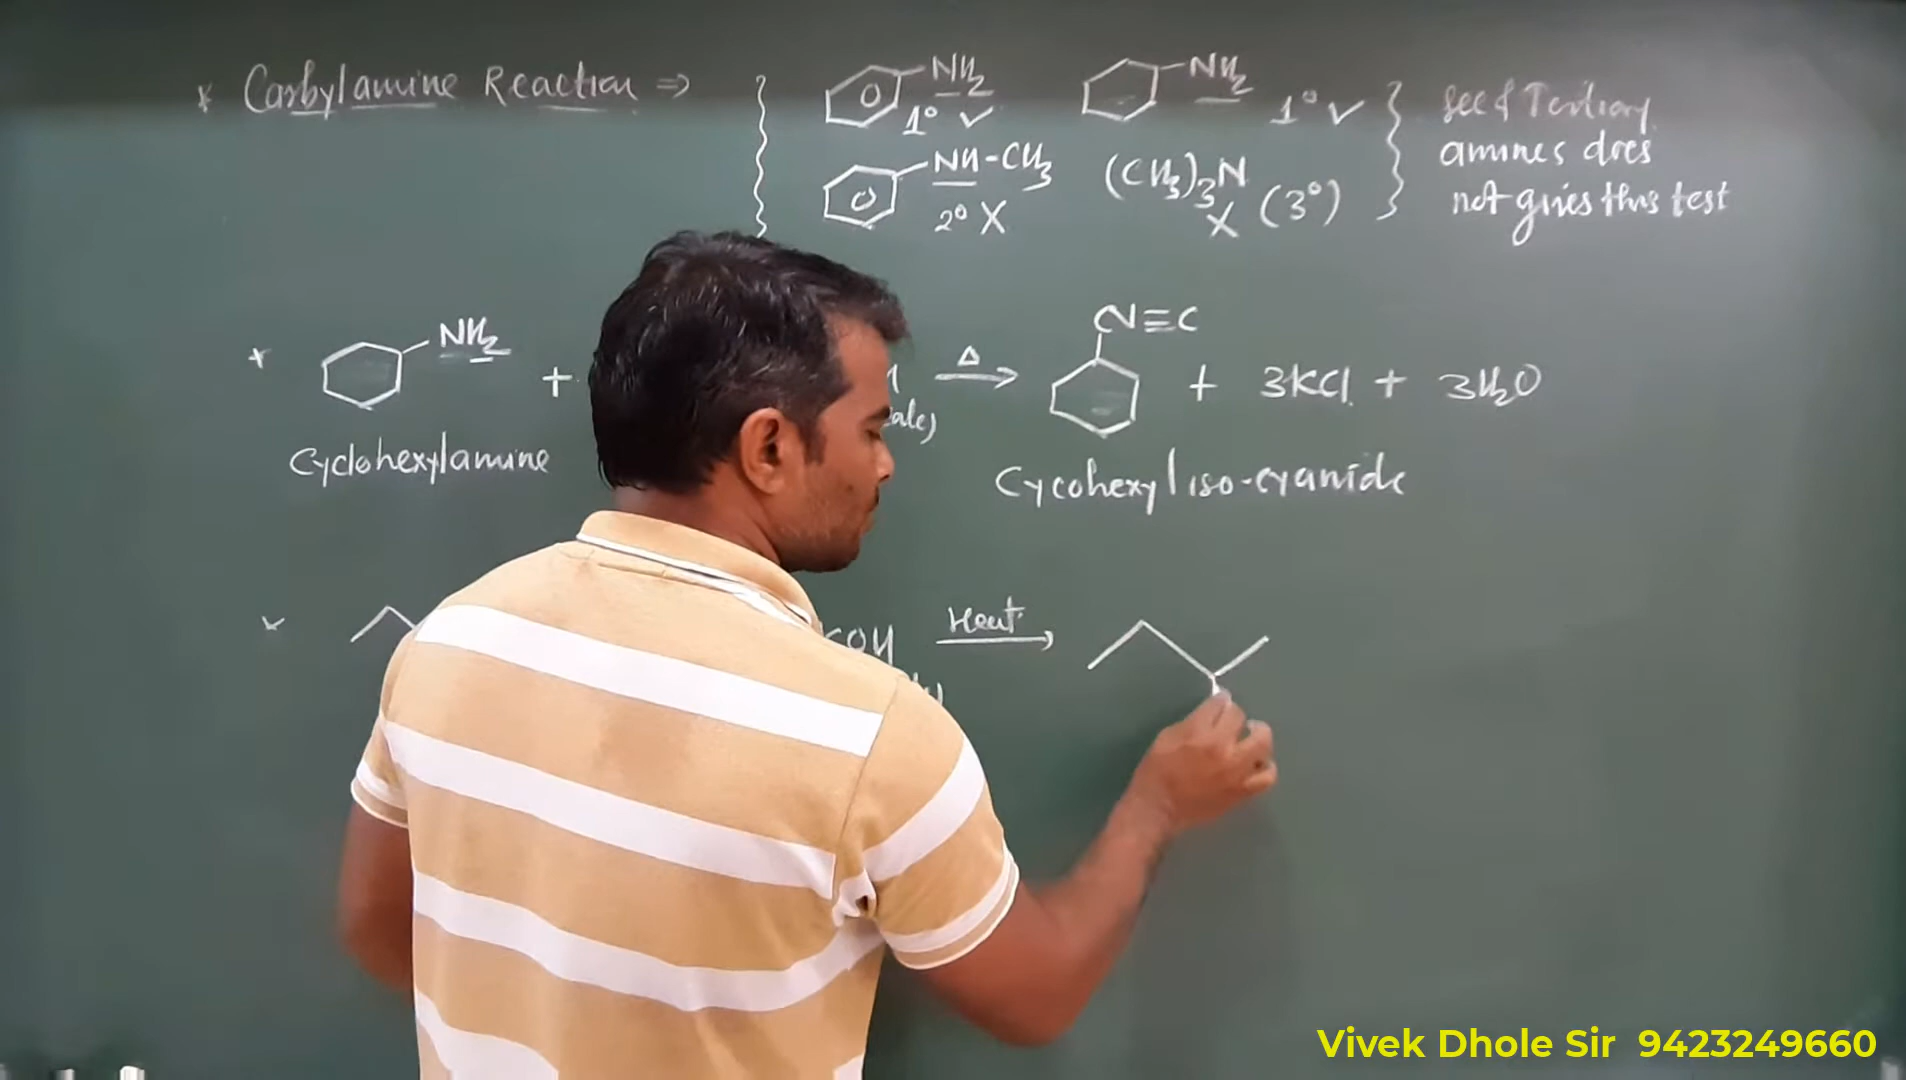 * Carbylamine Reaction ⇒
NH2
1° ✓
NH2
1° ✓
NH-CH3
2° X
(CH3)3N
X (3°)
sec & Tertiary
amines does
not gives this test
NH2
+
Δ
N≡C
+ 3KCl + 3H2O
Cyclohexylamine
Cycohexyl iso-cyanide
Heat
Vivek Dhole Sir 9423249660